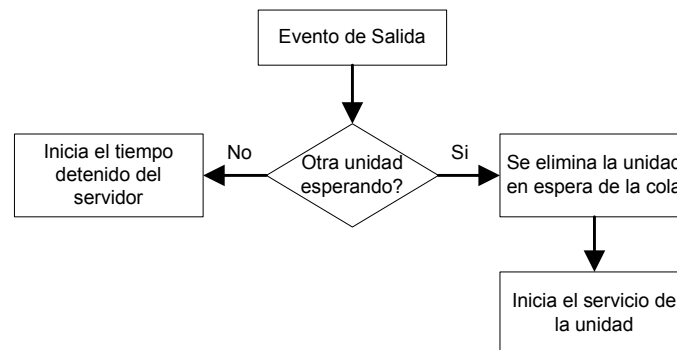 Evento de Salida
Inicia el tiempo
detenido del
servidor
No
Otra unidad
esperando?
Si
Se elimina la unidad
en espera de la cola
Inicia el servicio de
la unidad